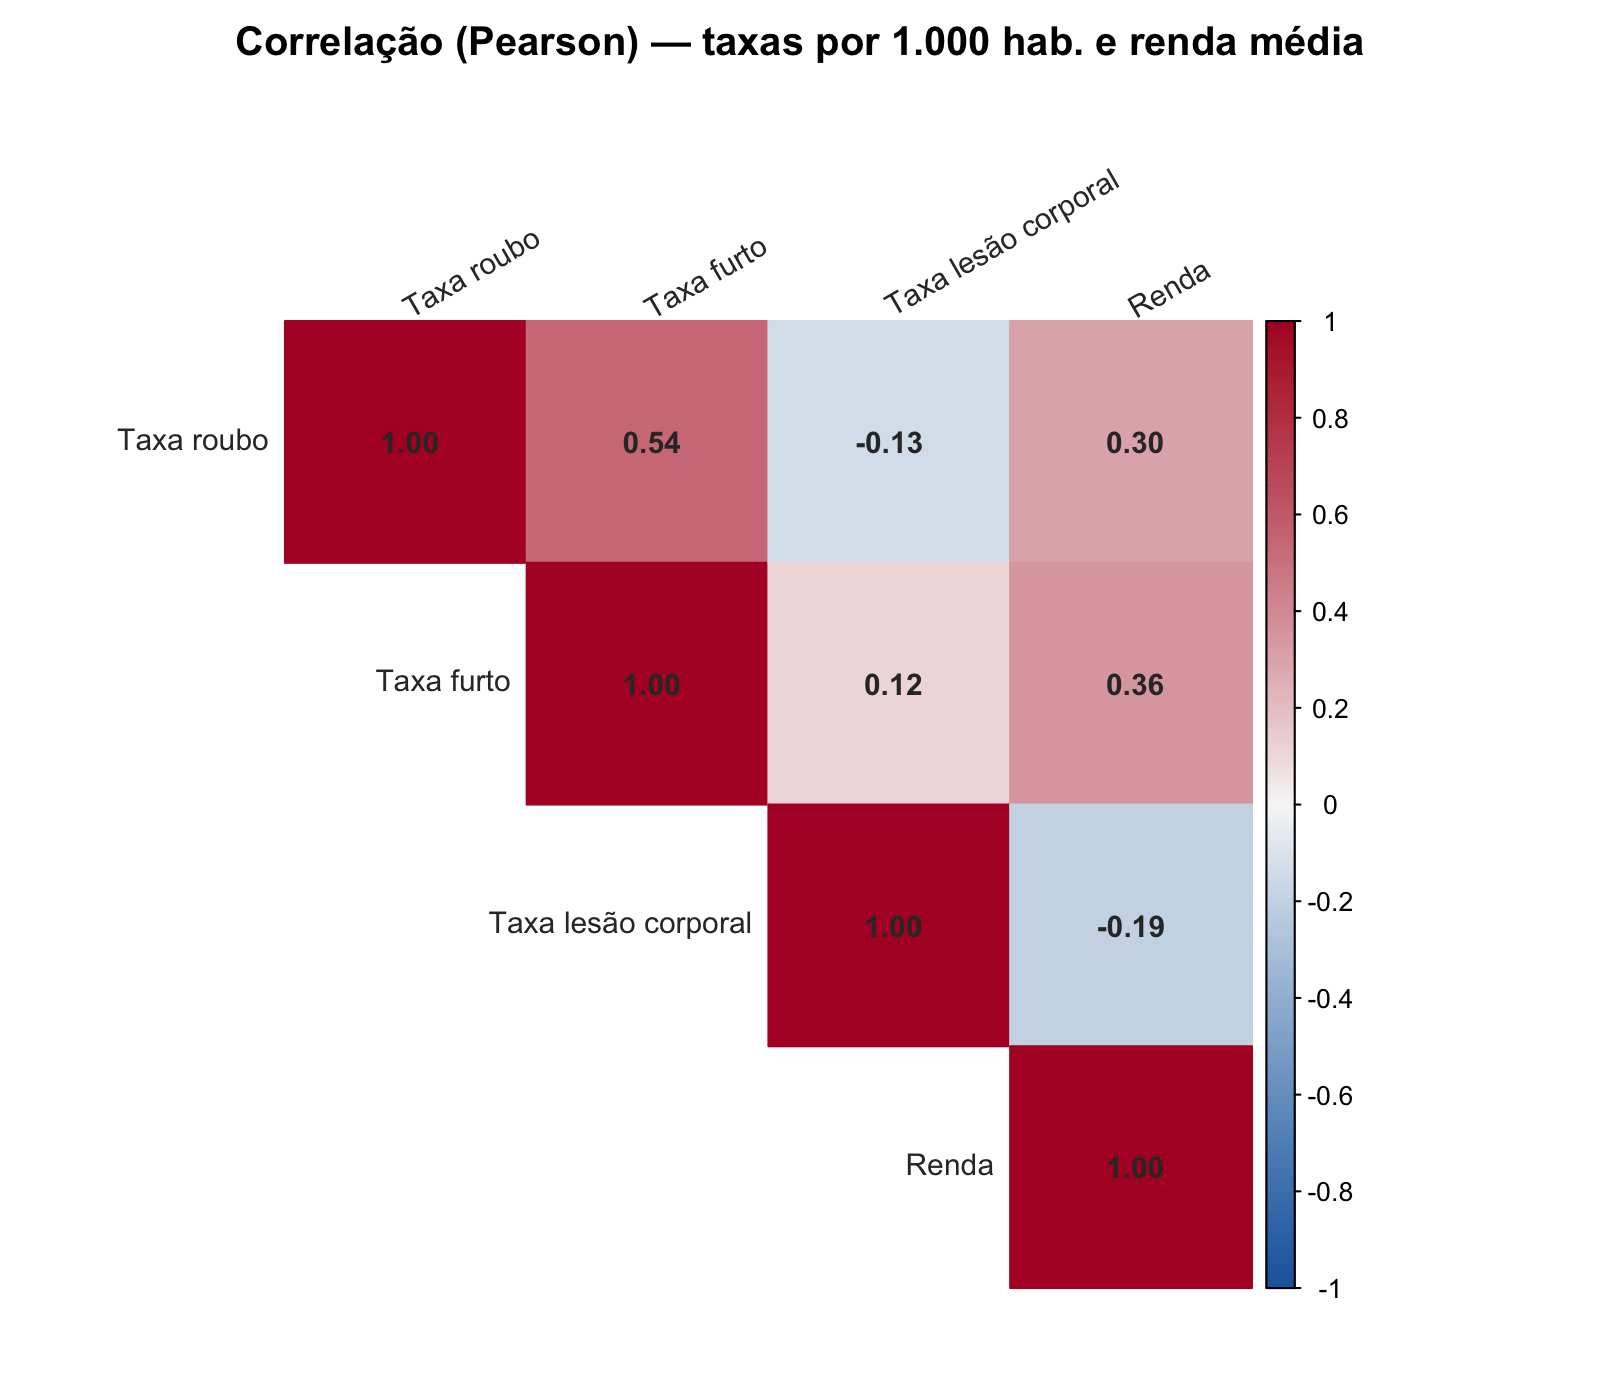 Correlação (Pearson) — taxas por 1.000 hab. e renda média
Taxa roubo
Taxa furto
Taxa lesão corporal
Renda
Taxa roubo
1.00
0.54
-0.13
0.30
Taxa furto
1.00
0.12
0.36
Taxa lesão corporal
1.00
-0.19
Renda
1.00
1
0.8
0.6
0.4
0.2
0
-0.2
-0.4
-0.6
-0.8
-1